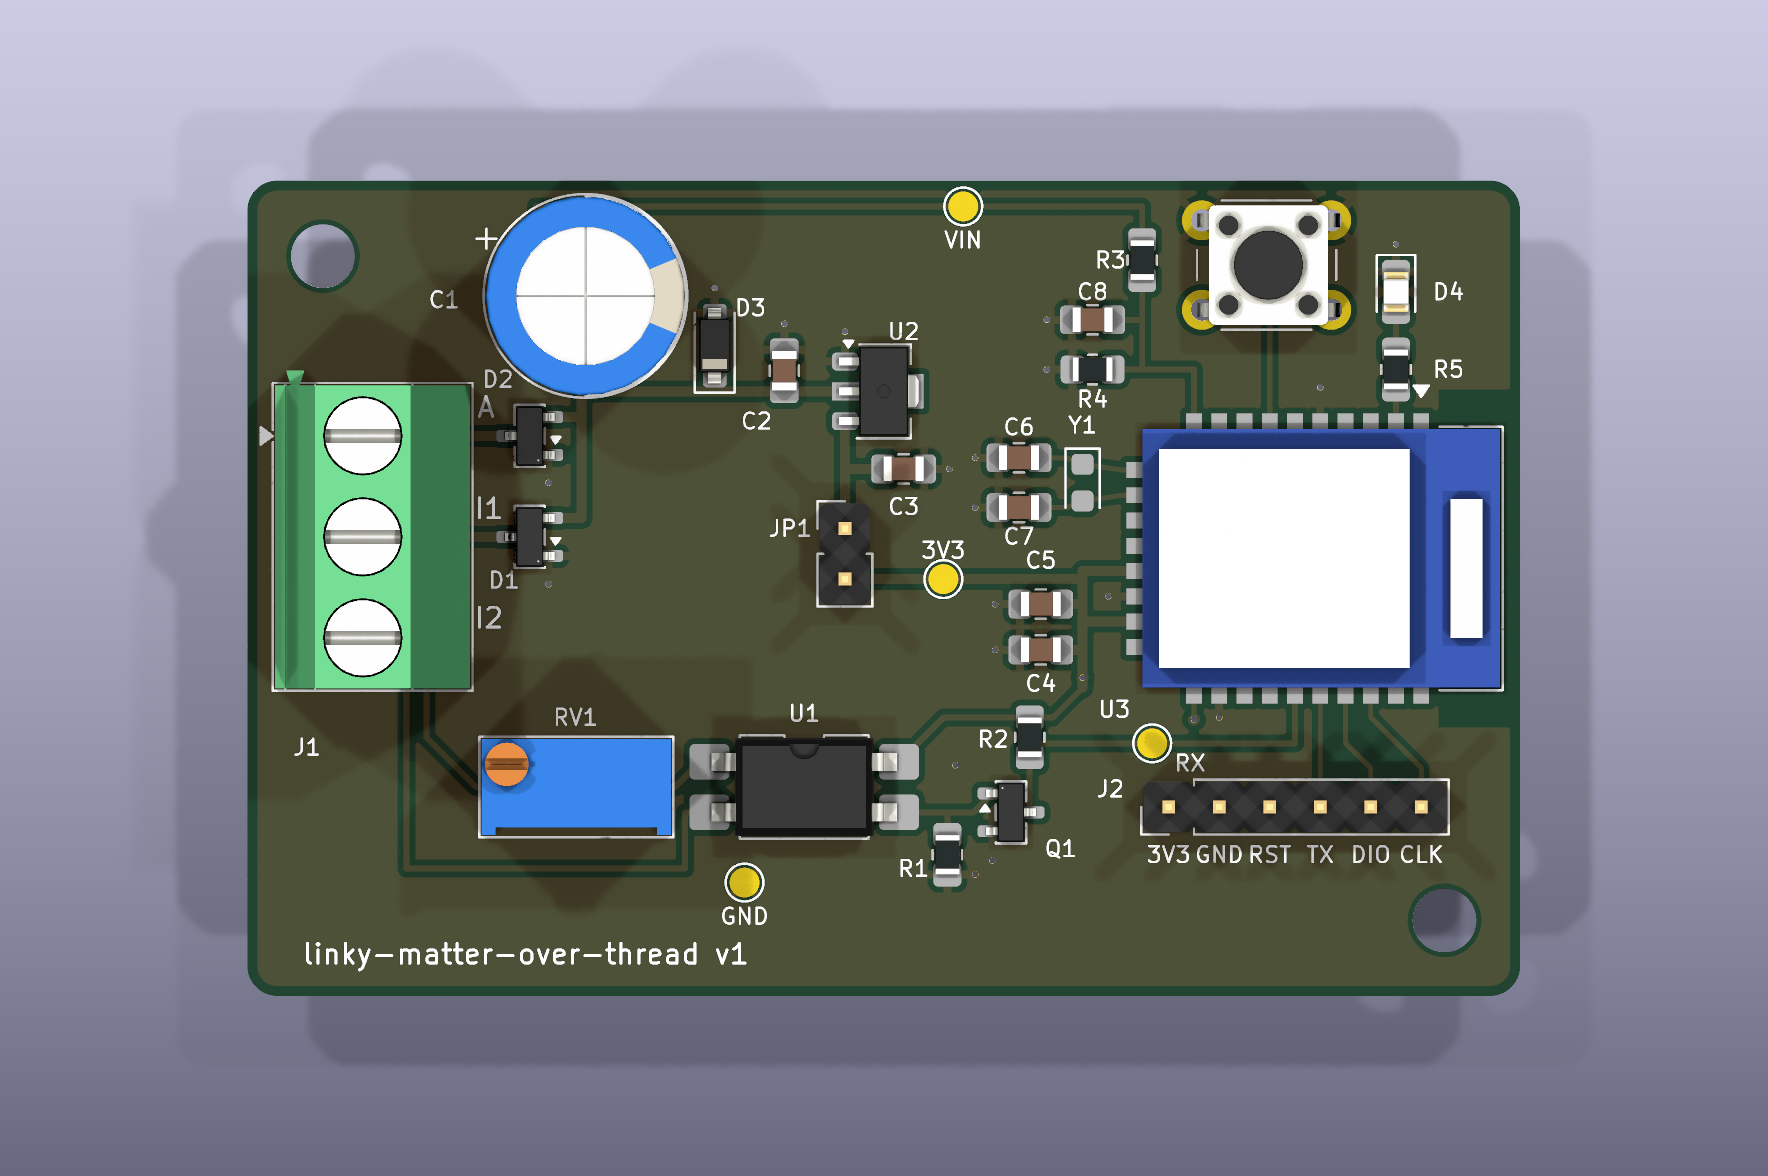 VIN
+
C1
D3
R3
C8
D4
U2
R4
R5
D2
A
C2
Y1
C6
I1
C3
C7
JP1
3V3
C5
D1
I2
C4
RV1
U1
U3
R2
J1
RX
J2
Q1
3V3 GND RST TX DIO CLK
R1
GND
linky-matter-over-thread v1